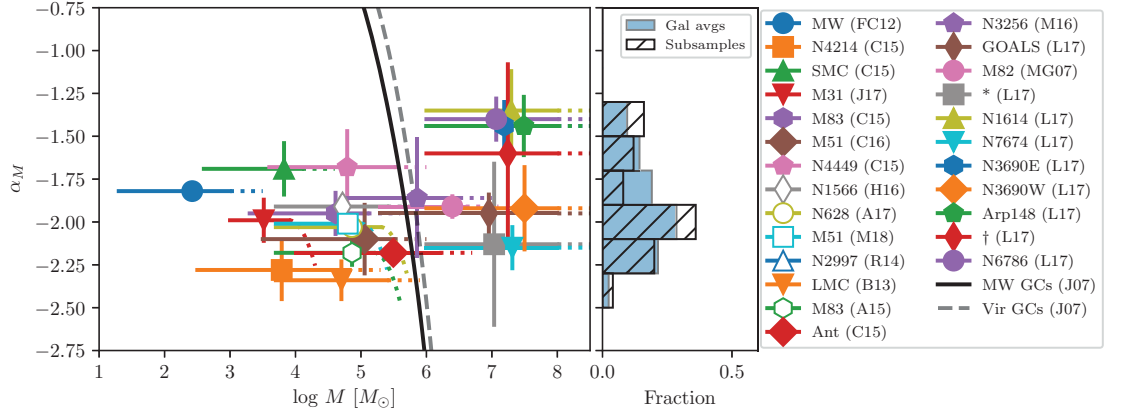 −0.75
−1.00
−1.25
−1.50
−1.75
−2.00
−2.25
−2.50
−2.75
α_M
1 2 3 4 5 6 7 8
log M [M_⊙]
Gal avgs
Subsamples
0.0 0.5
Fraction
MW (FC12)
N4214 (C15)
SMC (C15)
M31 (J17)
M83 (C15)
M51 (C16)
N4449 (C15)
N1566 (H16)
N628 (A17)
M51 (M18)
N2997 (R14)
LMC (B13)
M83 (A15)
Ant (C15)
N3256 (M16)
GOALS (L17)
M82 (MG07)
* (L17)
N1614 (L17)
N7674 (L17)
N3690E (L17)
N3690W (L17)
Arp148 (L17)
† (L17)
N6786 (L17)
MW GCs (J07)
Vir GCs (J07)